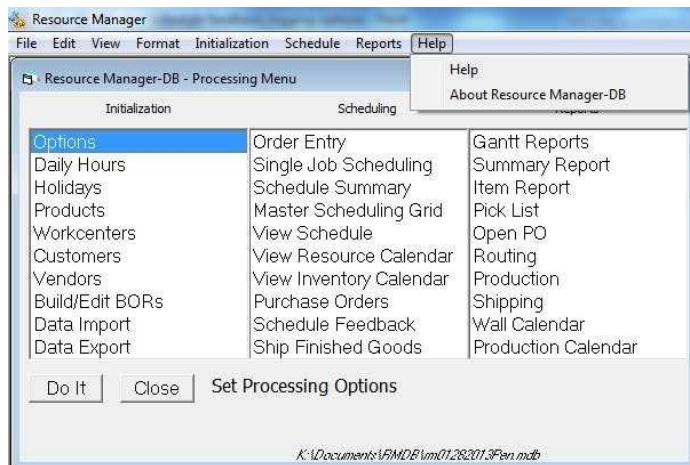 Resource Manager
File Edit View Format Initialization Schedule Reports Help
Help
About Resource Manager-DB
Resource Manager-DB - Processing Menu
Initialization Scheduling Reports
Options Order Entry Gantt Reports
Daily Hours Single Job Scheduling Summary Report
Holidays Schedule Summary Item Report
Products Master Scheduling Grid Pick List
Workcenters View Schedule Open PO
Customers View Resource Calendar Routing
Vendors View Inventory Calendar Production
Build/Edit BORs Purchase Orders Shipping
Data Import Schedule Feedback Wall Calendar
Data Export Ship Finished Goods Production Calendar
Do It Close Set Processing Options